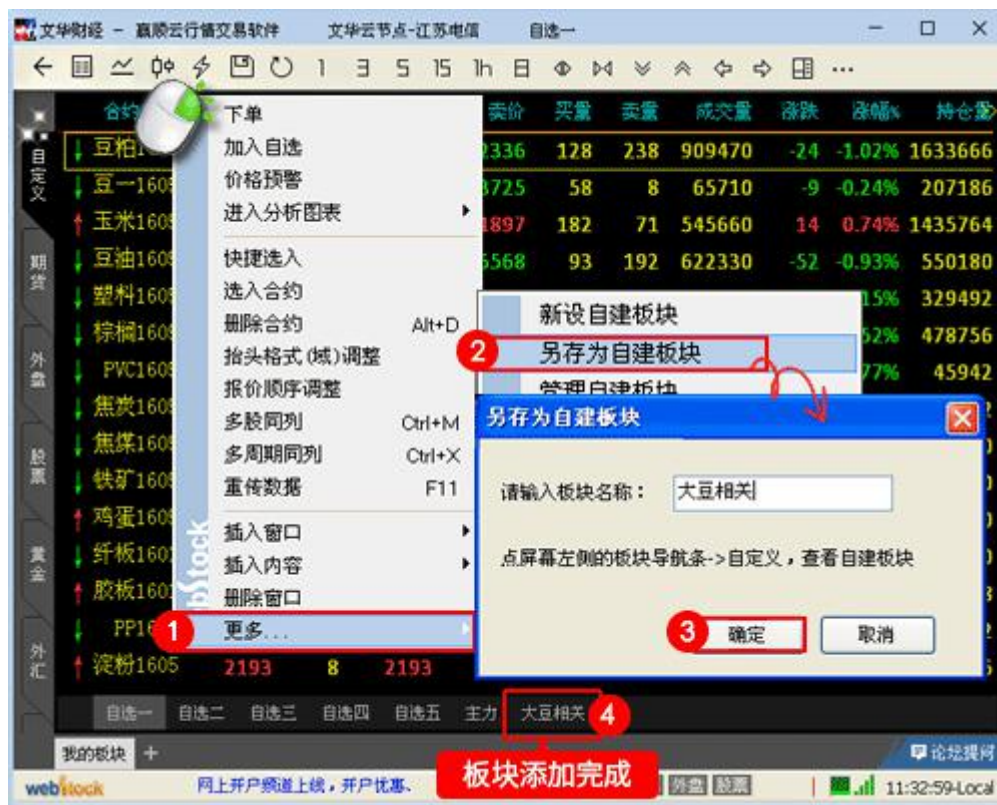 文华财经 - 赢顺云行情交易软件 文华云节点-江苏电信 自选一
1 3 5 15 1h 日
合约 卖价 买量 卖量 成交量 涨跌 涨幅% 持仓量
豆粕 2336 128 238 909470 -24 -1.02% 1633666
豆一160 3725 58 8 65710 -9 -0.24% 207186
玉米160 1897 182 71 545660 14 0.74% 1435764
豆油160 5568 93 192 622330 -52 -0.93% 550180
塑料160 15% 329492
棕榈160 52% 478756
PVC160 77% 45942
焦炭160
焦煤160
铁矿160
鸡蛋160
纤板160
胶板160
PP1
淀粉1605 2193 8 2193
自定义
期货
外盘
股票
黄金
外汇
下单
加入自选
价格预警
进入分析图表
快捷选入
选入合约
删除合约 Alt+D
抬头格式(域)调整
报价顺序调整
多股同列 Ctrl+M
多周期同列 Ctrl+X
重传数据 F11
插入窗口
插入内容
删除窗口
1 更多...
新设自建板块
2 另存为自建板块
管理自建板块
另存为自建板块
请输入板块名称： 大豆相关
点屏幕左侧的板块导航条->自定义，查看自建板块
3 确定 取消
自选一 自选二 自选三 自选四 自选五 主力 大豆相关 4
我的板块 + 论坛提问
板块添加完成
webstock 网上开户频道上线，开户优惠、 外盘 股票 11:32:59-Local